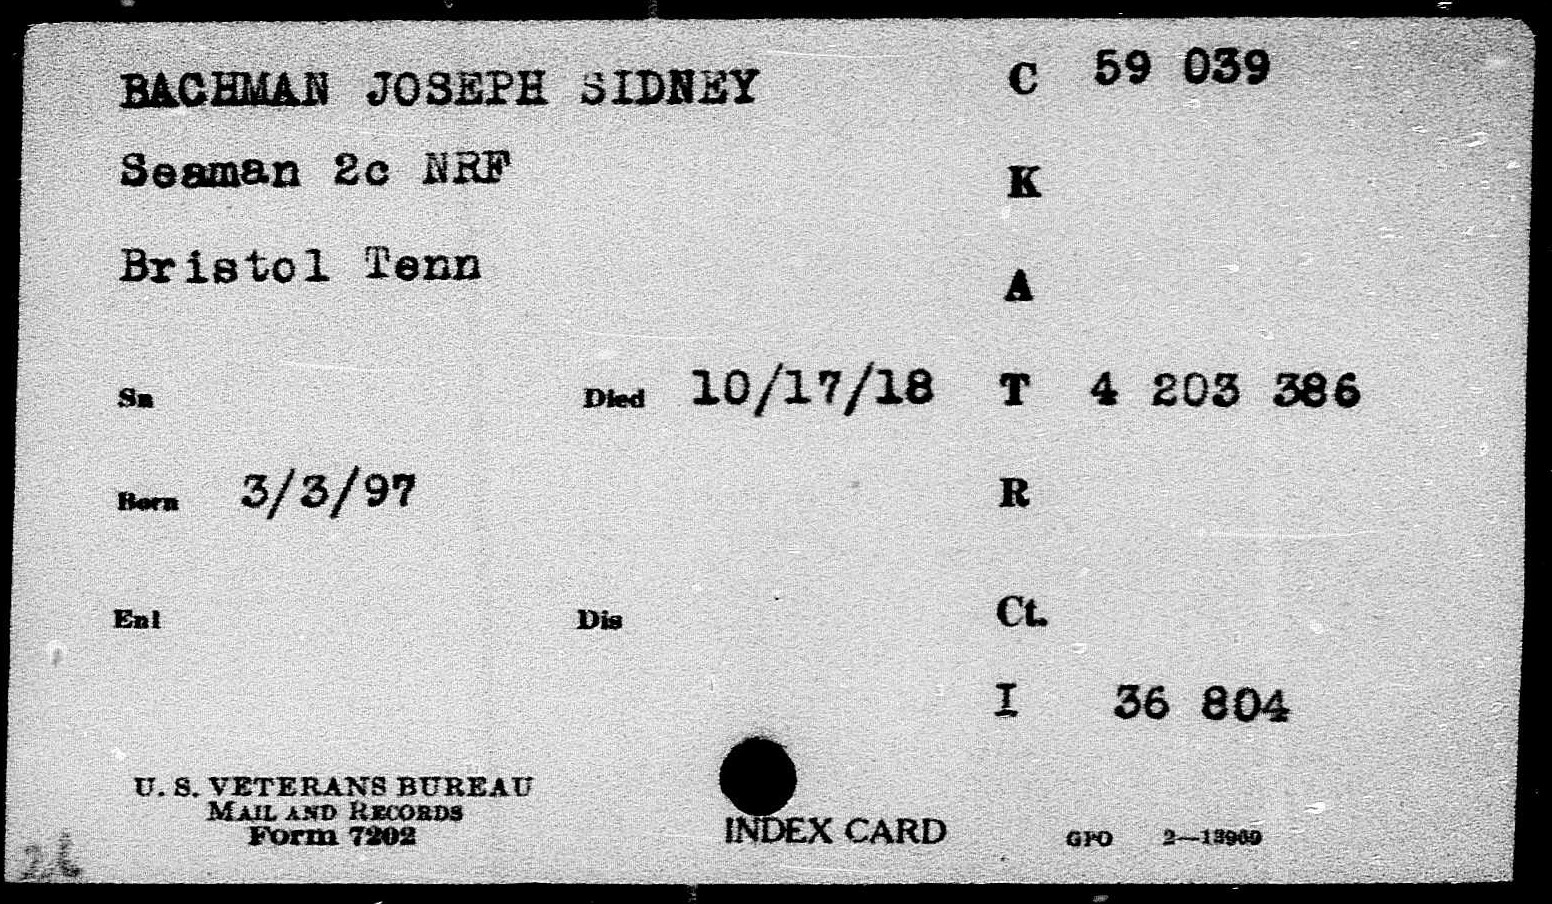 BACHMAN JOSEPH SIDNEY C 59 039
Seaman 2c NRF K
Bristol Tenn A
Sn Died 10/17/18 T 4 203 386
Born 3/3/97 R
Enl Dis Ct.
I 36 804
U. S. VETERANS BUREAU
MAIL AND RECORDS
Form 7202
INDEX CARD GPO 2—13969